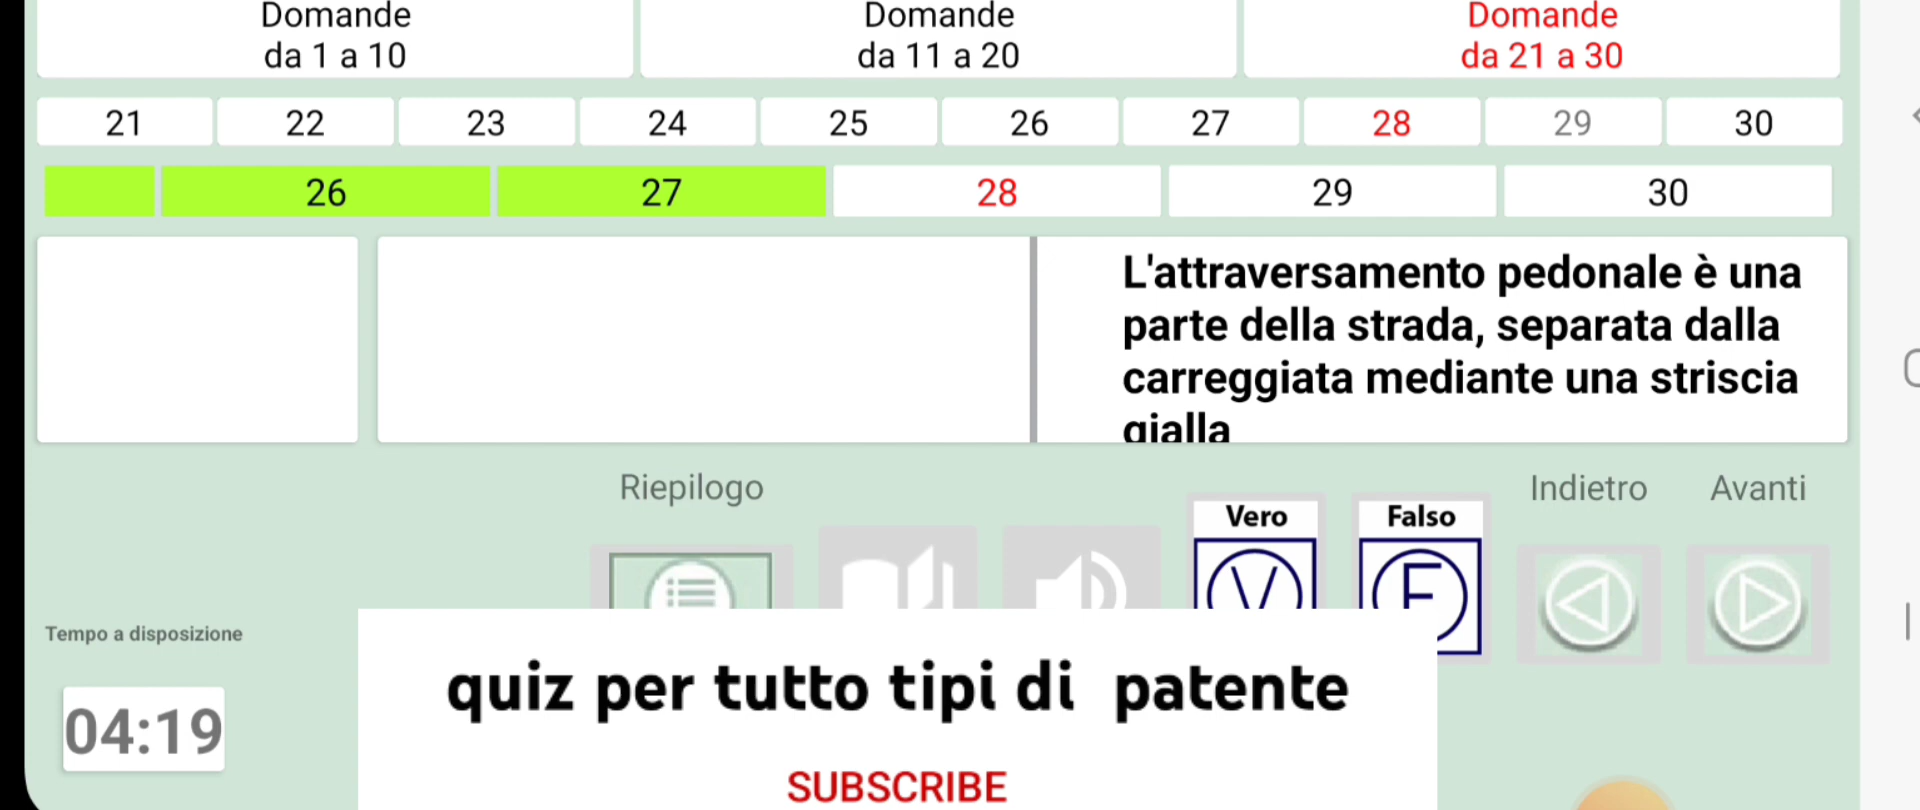 Domande
da 1 a 10
Domande
da 11 a 20
Domande
da 21 a 30
21 22 23 24 25 26 27 28 29 30
26 27 28 29 30
L'attraversamento pedonale è una
parte della strada, separata dalla
carreggiata mediante una striscia
gialla
Riepilogo
Vero
Falso
Indietro
Avanti
V
F
Tempo a disposizione
04:19
quiz per tutto tipi di patente
SUBSCRIBE